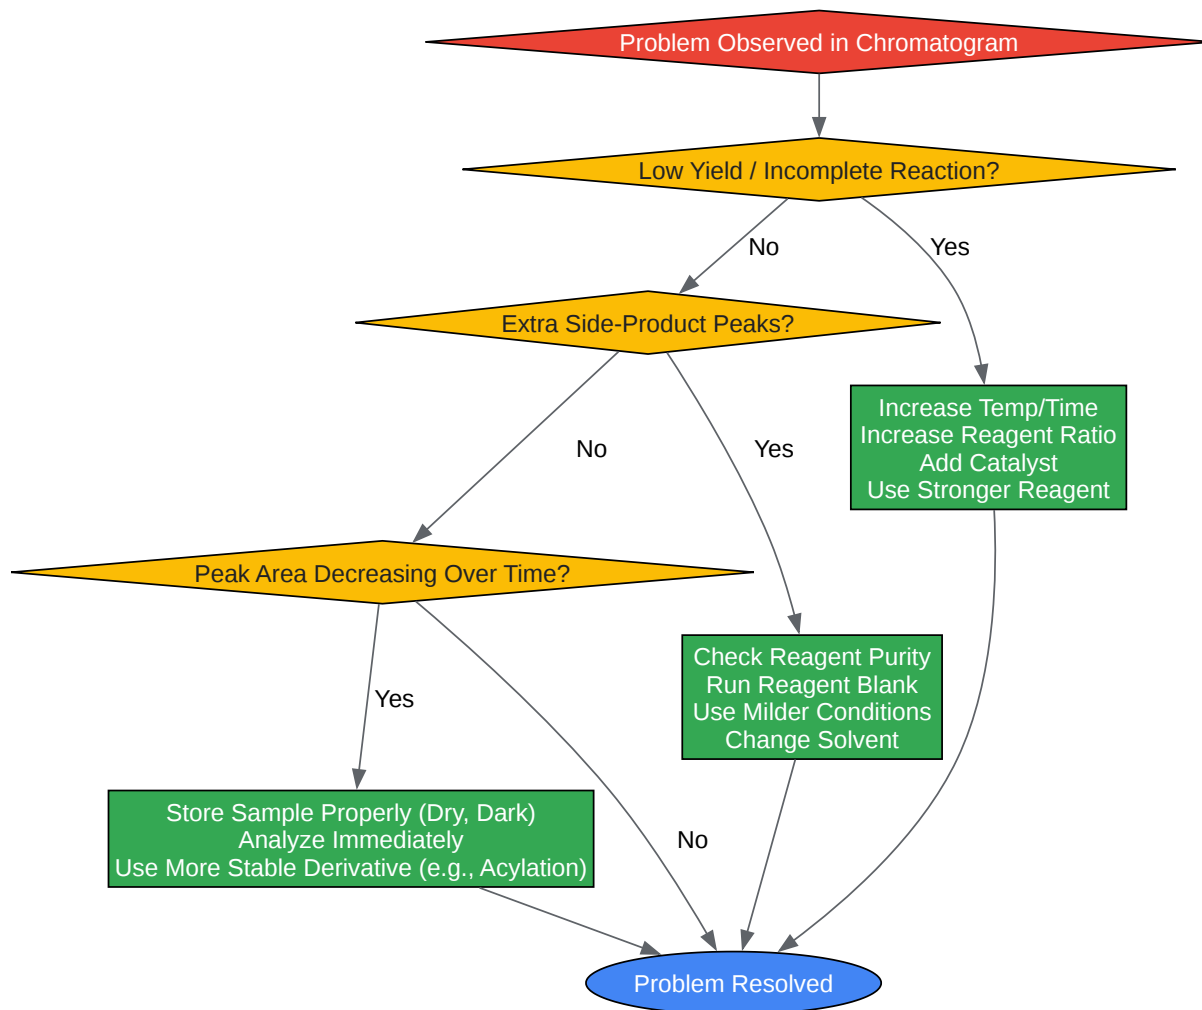 Problem Observed in Chromatogram
Low Yield / Incomplete Reaction?
No
Yes
Extra Side-Product Peaks?
Increase Temp/Time
Increase Reagent Ratio
Add Catalyst
Use Stronger Reagent
No
Yes
Peak Area Decreasing Over Time?
Check Reagent Purity
Run Reagent Blank
Use Milder Conditions
Change Solvent
Yes
Store Sample Properly (Dry, Dark)
Analyze Immediately
Use More Stable Derivative (e.g., Acylation)
No
Problem Resolved